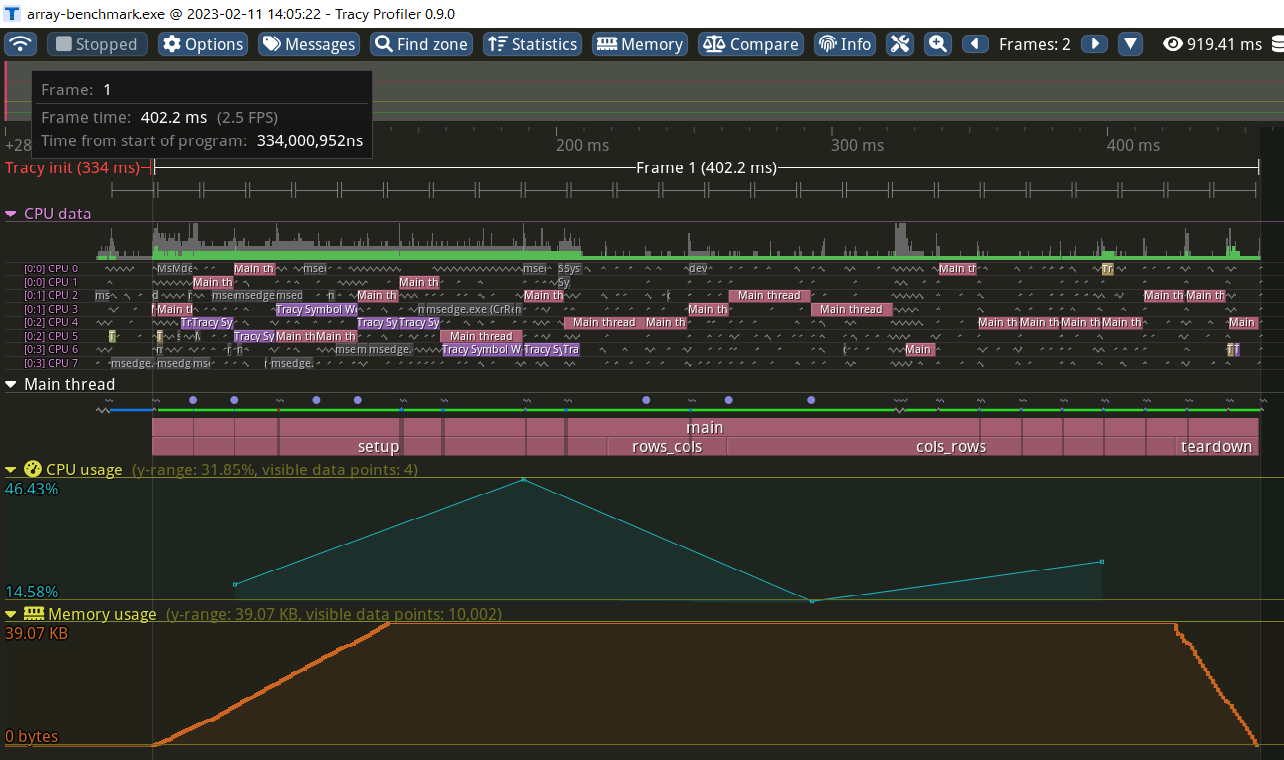 array-benchmark.exe @ 2023-02-11 14:05:22 - Tracy Profiler 0.9.0
Stopped Options Messages Find zone Statistics Memory Compare Info Frames: 2 919.41 ms
Frame: 1
Frame time: 402.2 ms (2.5 FPS)
Time from start of program: 334,000,952ns
+28 200 ms 300 ms 400 ms
Tracy init (334 ms) Frame 1 (402.2 ms)
CPU data
[0:0] CPU 0 MsMde Main th mse msec SSys dev Main th Tr
[0:0] CPU 1 Main th Main th Sy
[0:1] CPU 2 ms d r mse msedge msed n Main th Main th Main thread Main th Main th
[0:1] CPU 3 Main th Tracy Symbol W msedge.exe (CrRen Main th Main thread
[0:2] CPU 4 Tr Tracy Sy Tracy Sy Tracy Sy Main thread Main th Main th Main th Main th Main th Main
[0:2] CPU 5 T Tracy Sy Main th Main th Main thread
[0:3] CPU 6 mse m msedge. Tracy Symbol W Tracy S Tra Main T
[0:3] CPU 7 msedge. msedg mse msedge.
Main thread
main
setup rows_cols cols_rows teardown
CPU usage (y-range: 31.85%, visible data points: 4)
46.43%
14.58%
Memory usage (y-range: 39.07 KB, visible data points: 10,002)
39.07 KB
0 bytes